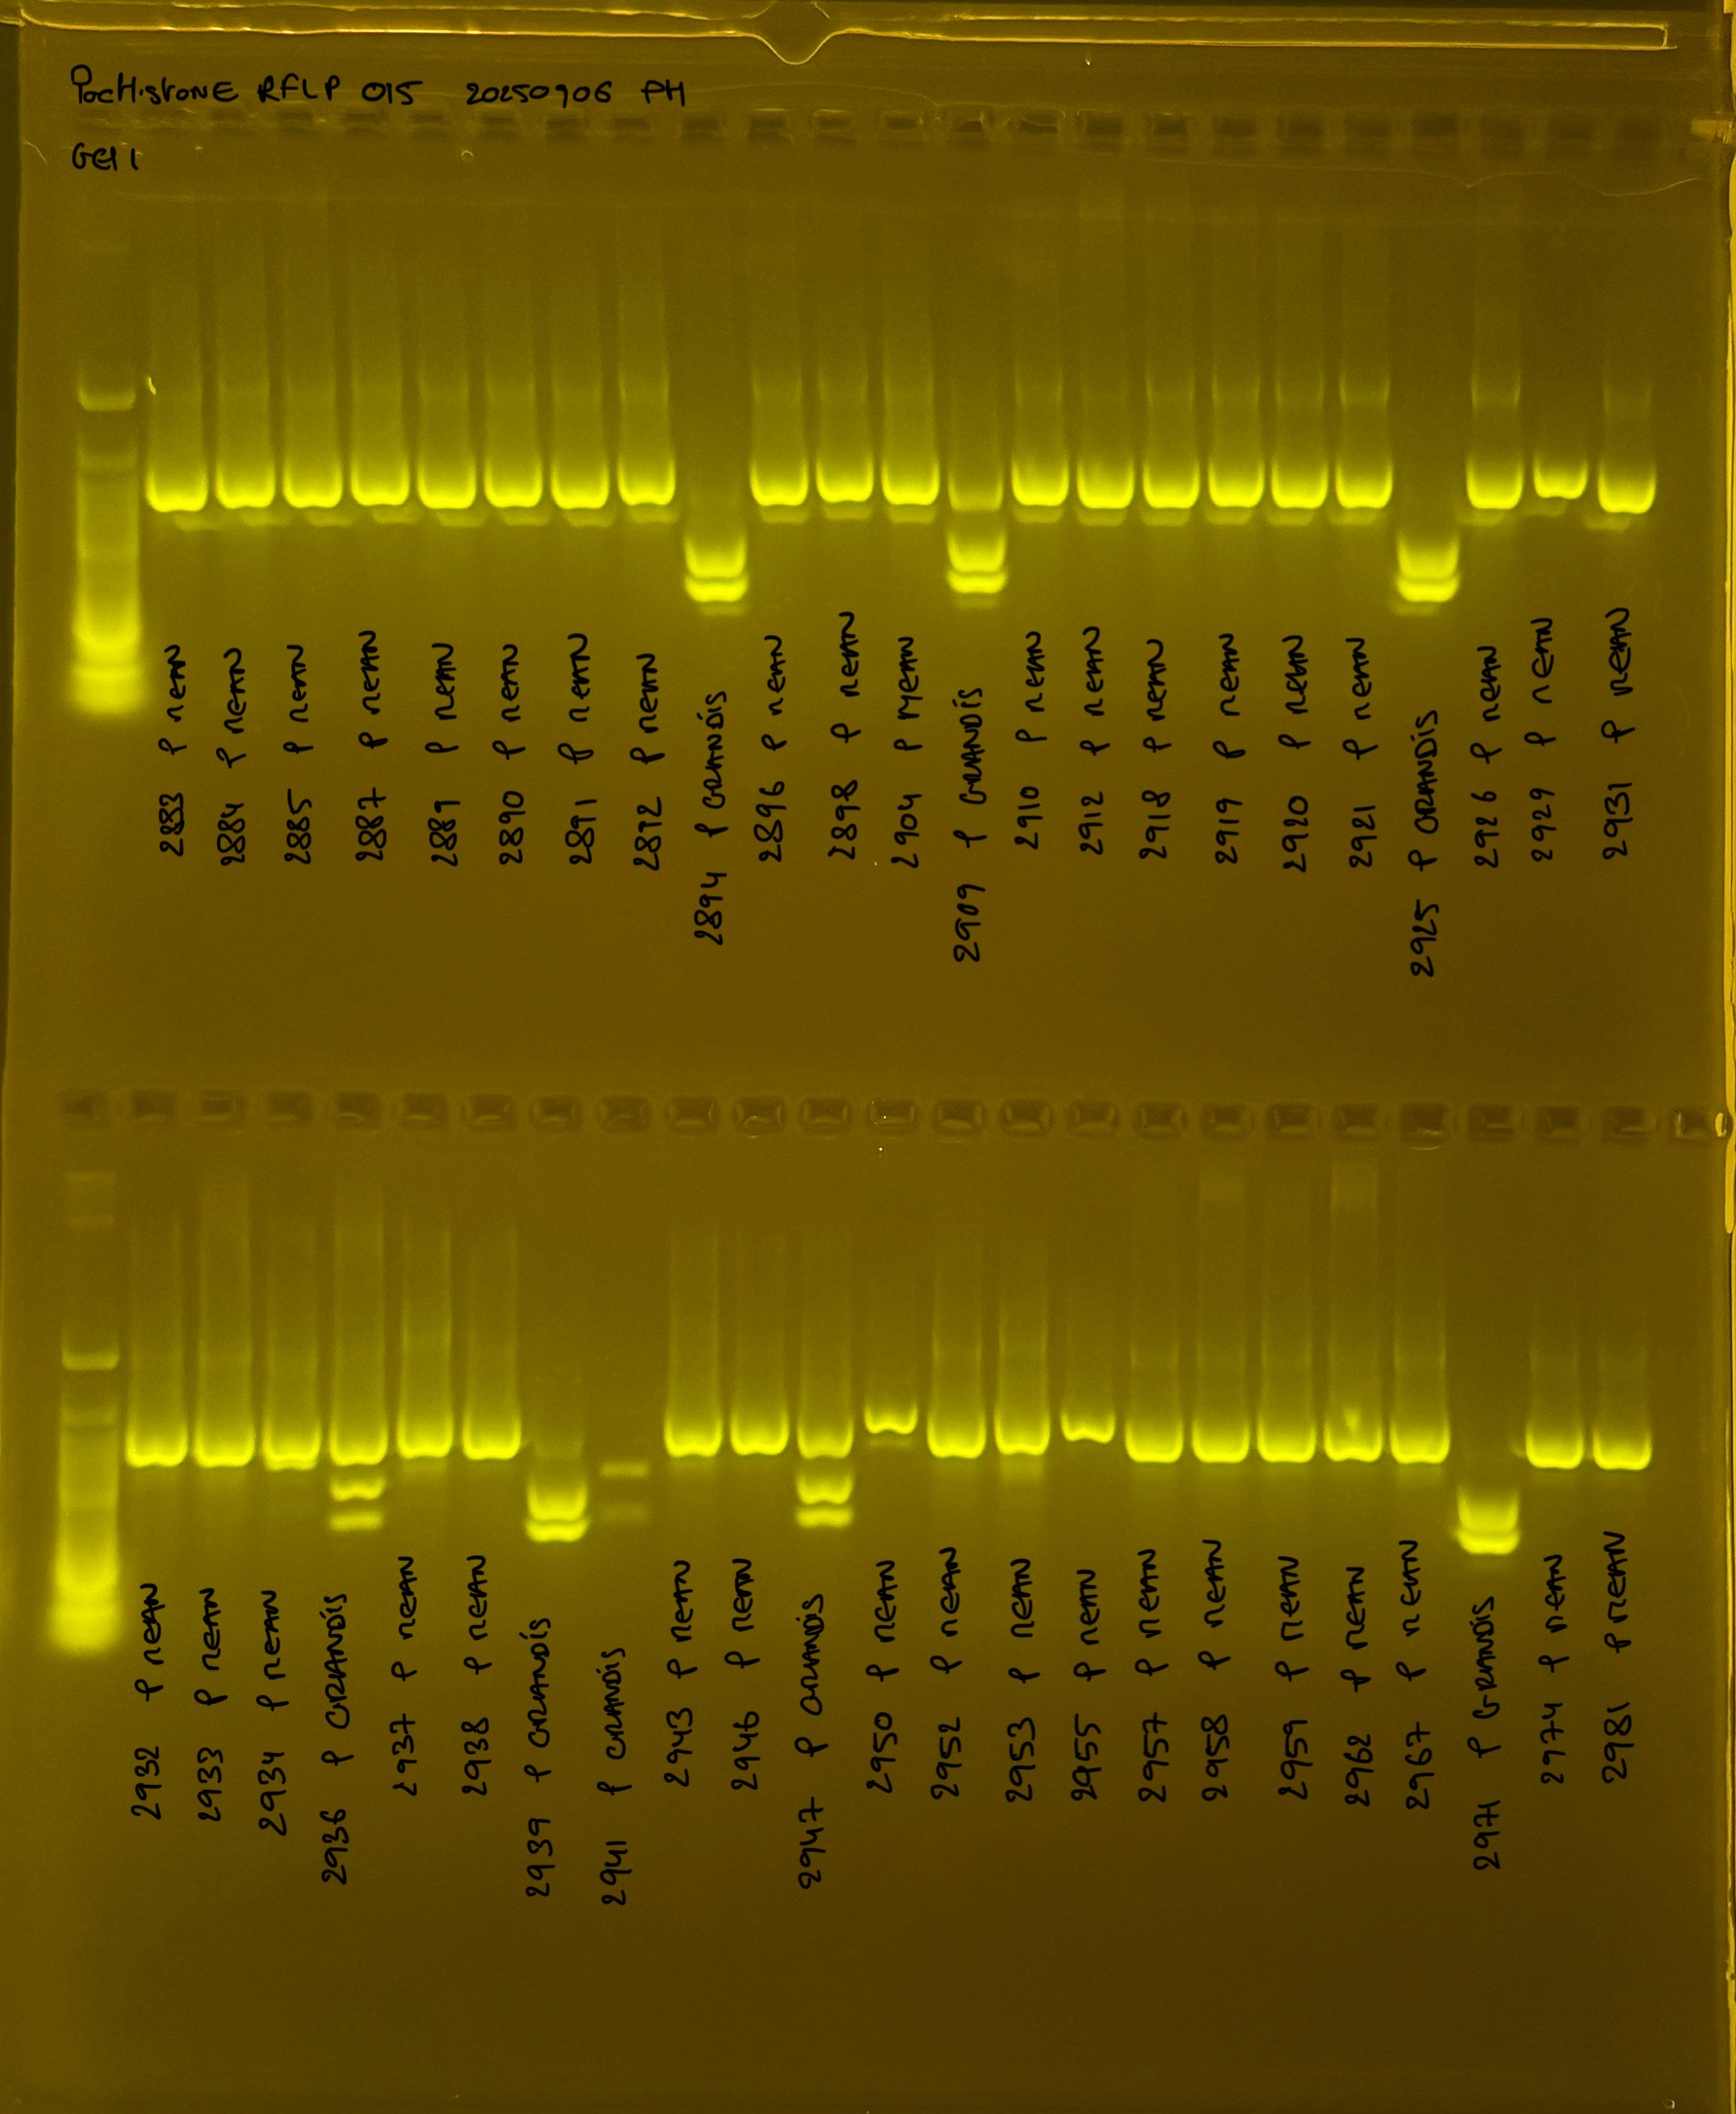 PocHistone RFLP 015 20250906 PH
Gel 1
2883 P mean
2884 P mean
2885 P mean
2887 P mean
2889 P mean
2890 P mean
2891 P mean
2892 P mean
2894 P GRANDIS
2896 P mean
2898 P mean
2904 P mean
2909 P GRANDIS
2910 P mean
2912 P mean
2918 P mean
2919 P mean
2920 P mean
2921 P mean
2925 P GRANDIS
2926 P mean
2929 P mean
2931 P mean
2932 P mean
2933 P mean
2934 P mean
2936 P GRANDIS
2937 P mean
2938 P mean
2939 P GRANDIS
2941 P GRANDIS
2943 P mean
2946 P mean
2947 P GRANDIS
2950 P mean
2952 P mean
2953 P mean
2955 P mean
2957 P mean
2958 P mean
2959 P mean
2962 P mean
2967 P mean
2971 P GRANDIS
2974 P mean
2981 P mean